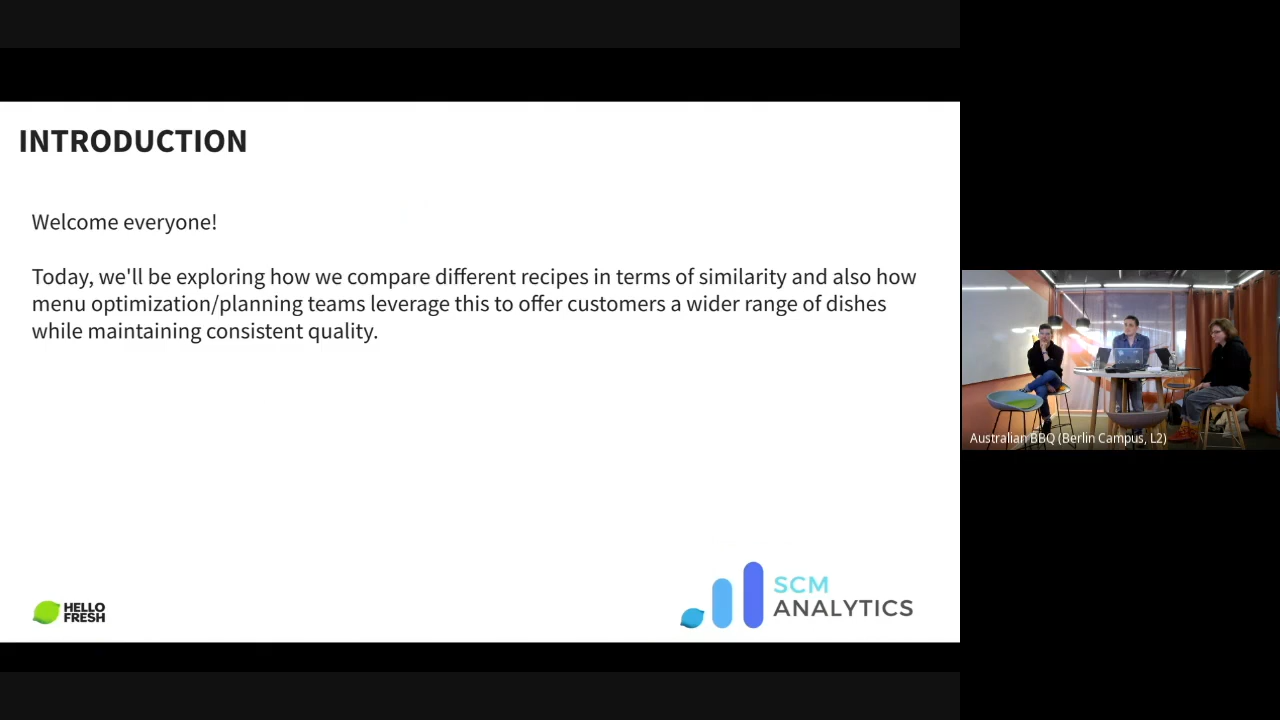 INTRODUCTION
Welcome everyone!
Today, we'll be exploring how we compare different recipes in terms of similarity and also how
menu optimization/planning teams leverage this to offer customers a wider range of dishes
while maintaining consistent quality.
HELLO
FRESH
SCM
ANALYTICS
Australian BBQ (Berlin Campus, L2)